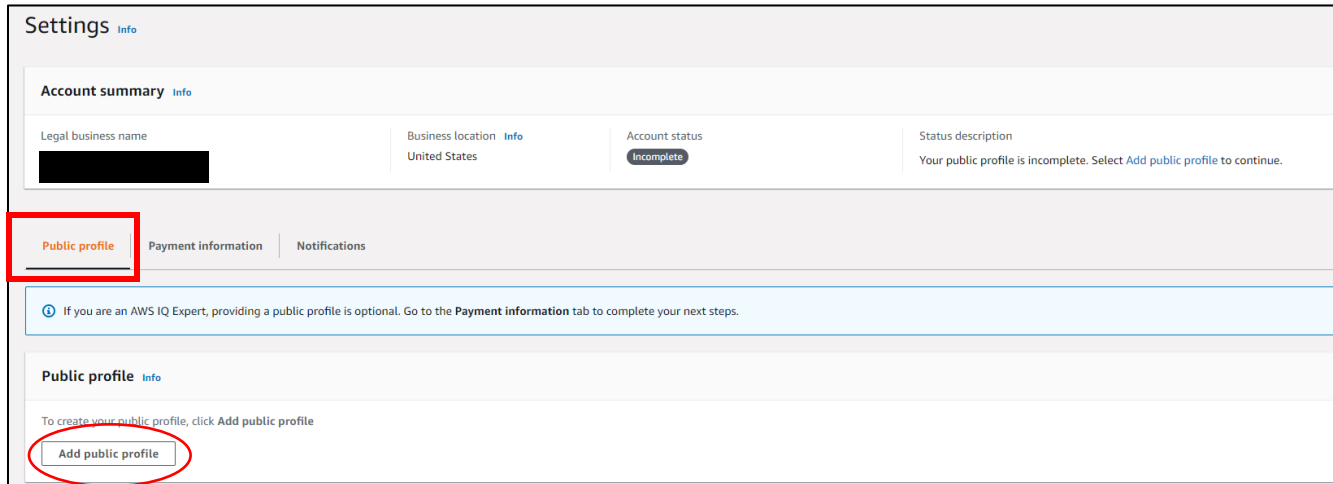 Settings Info
Account summary Info
Legal business name
Business location Info
United States
Account status
Incomplete
Status description
Your public profile is incomplete. Select Add public profile to continue.
Public profile
Payment information
Notifications
If you are an AWS IQ Expert, providing a public profile is optional. Go to the Payment information tab to complete your next steps.
Public profile Info
To create your public profile, click Add public profile
Add public profile